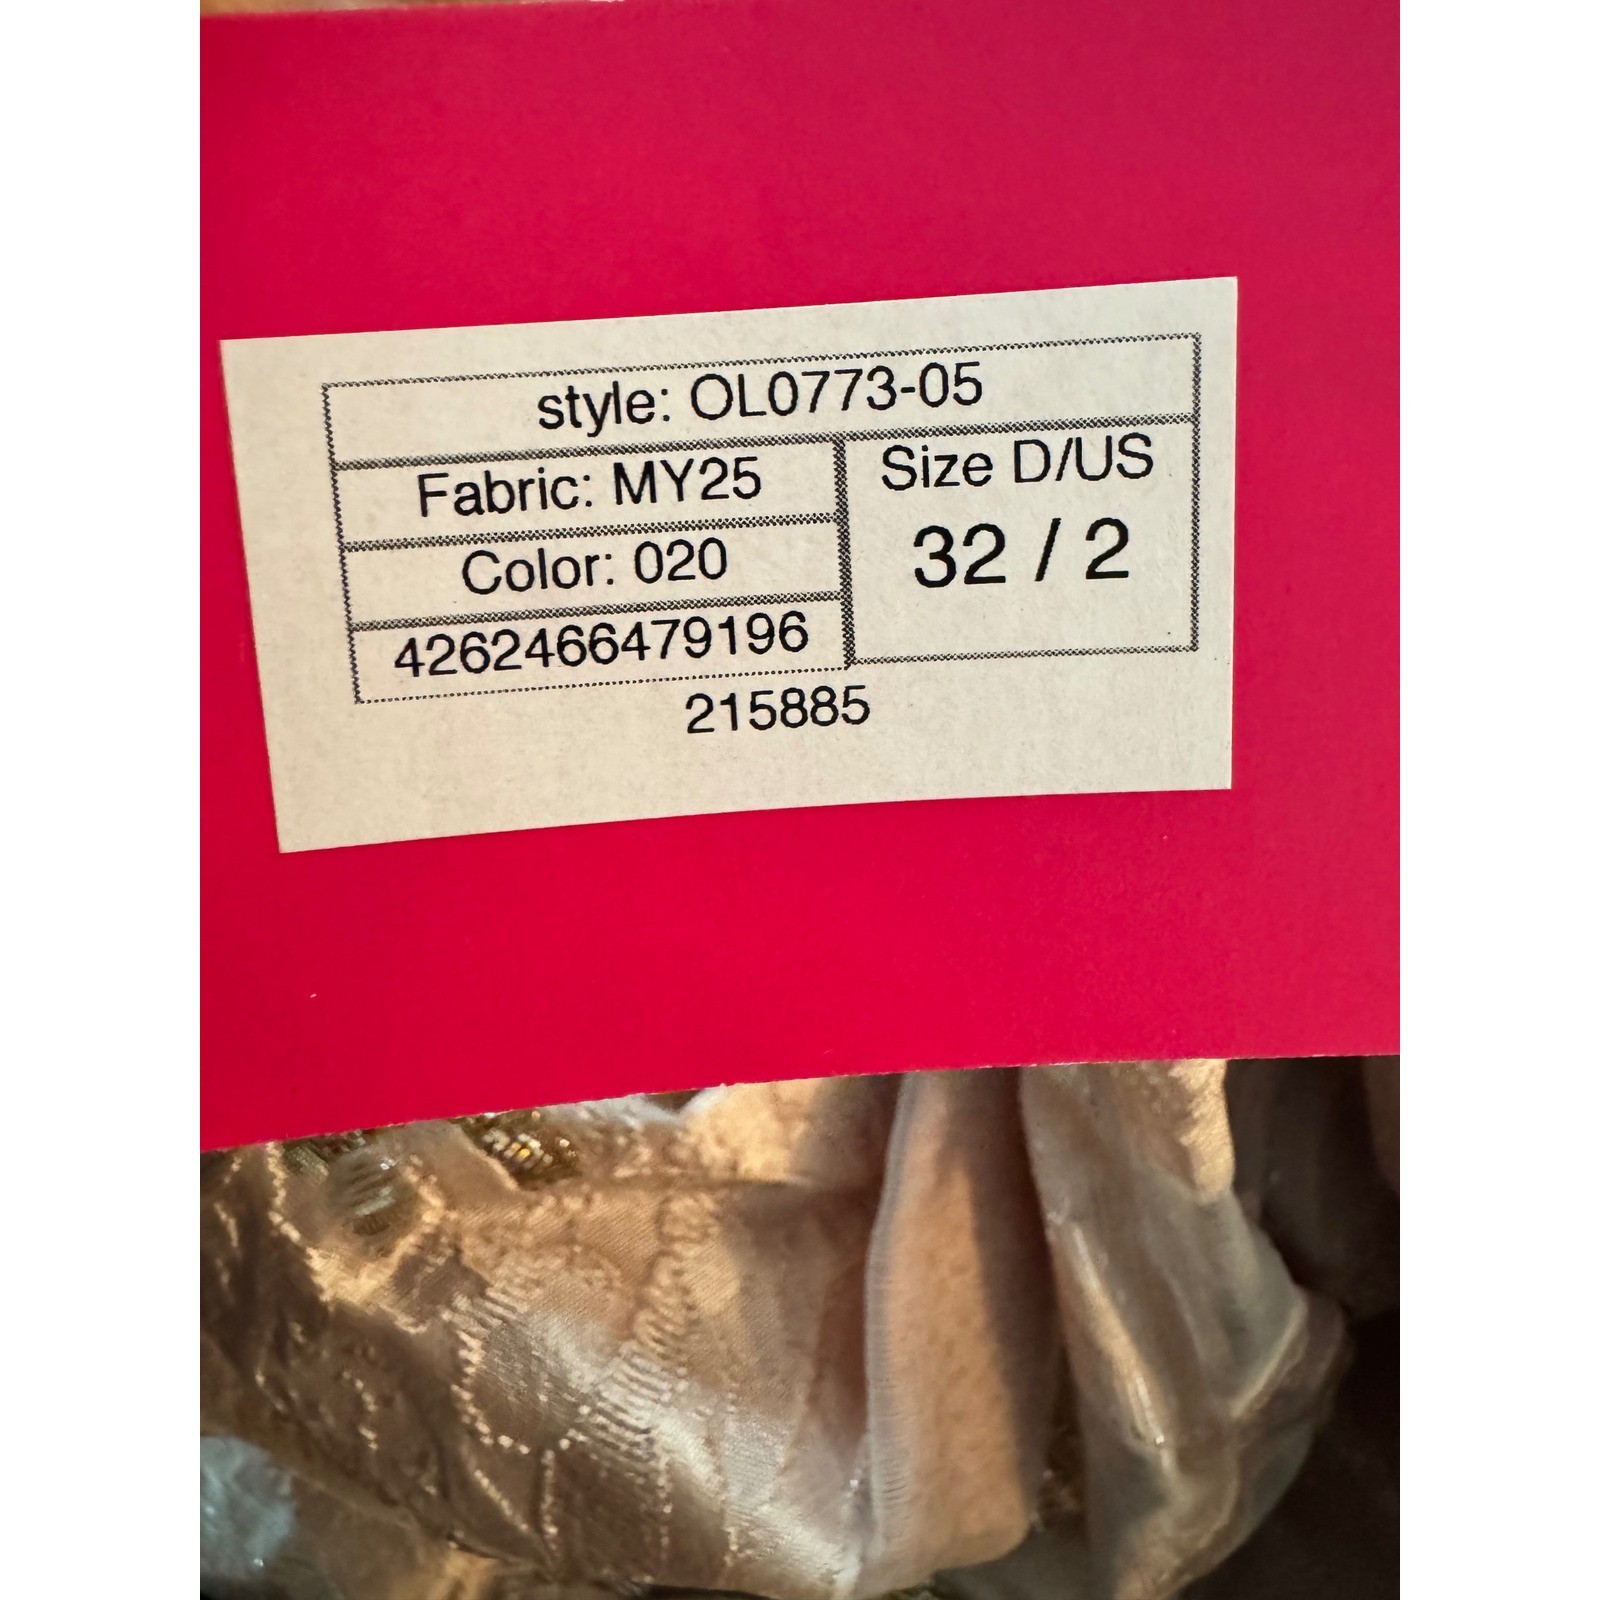 style: OL0773-05
Fabric: MY25
Size D/US
Color: 020
32 / 2
4262466479196
215885